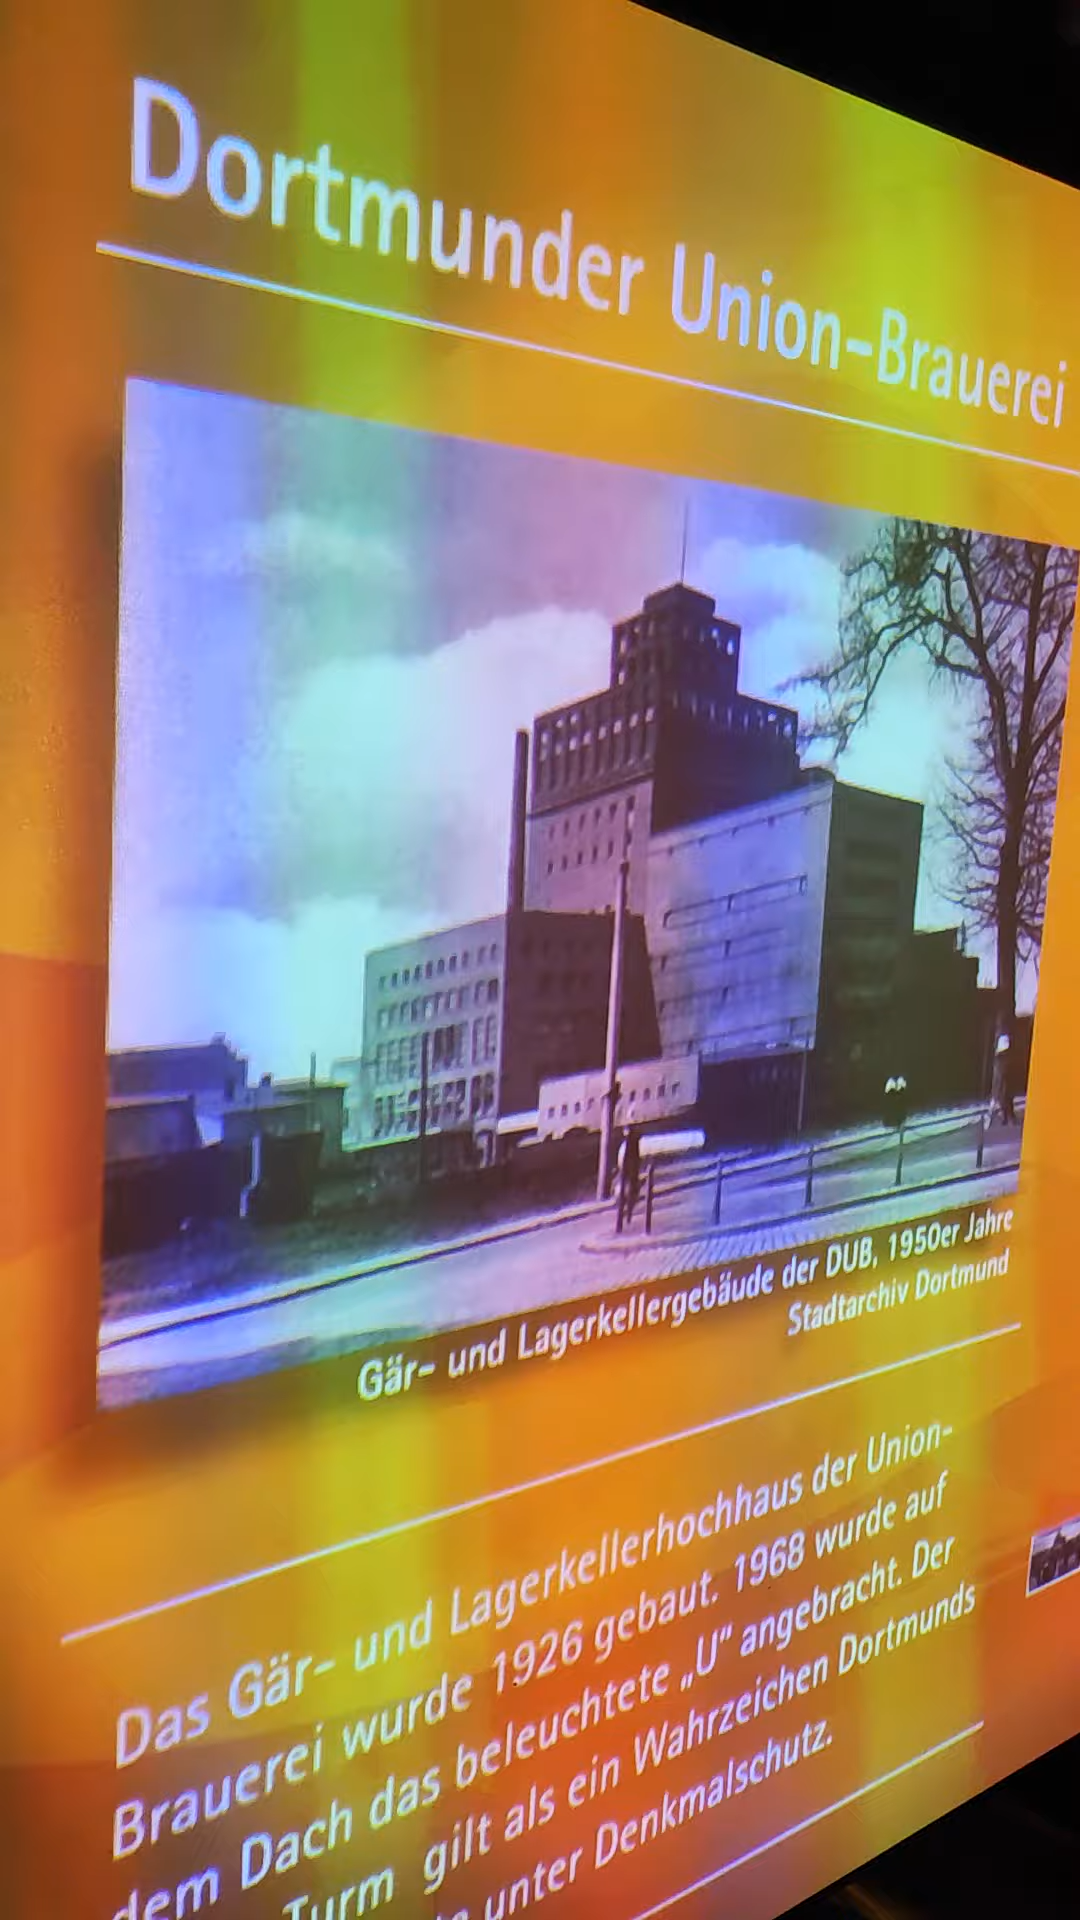 Dortmunder Union-Brauerei
Gär- und Lagerkellergebäude der DUB, 1950er Jahre
Stadtarchiv Dortmund
Das Gär- und Lagerkellerhochhaus der Union-
Brauerei wurde 1926 gebaut. 1968 wurde auf
dem Dach das beleuchtete „U“ angebracht. Der
Turm gilt als ein Wahrzeichen Dortmunds
unter Denkmalschutz.